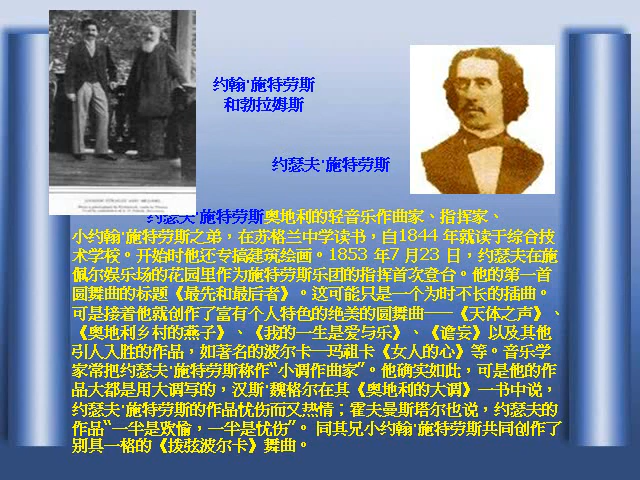 约翰·施特劳斯
和勃拉姆斯
约瑟夫·施特劳斯
约瑟夫·施特劳斯奥地利的轻音乐作曲家、指挥家、
小约翰·施特劳斯之弟，在苏格兰中学读书，自1844 年就读于综合技
术学校。开始时他还专搞建筑绘画。1853 年7 月23 日，约瑟夫在施
佩尔娱乐场的花园里作为施特劳斯乐团的指挥首次登台。他的第一首
圆舞曲的标题《最先和最后者》。这可能只是一个为时不长的插曲。
可是接着他就创作了富有个人特色的绝美的圆舞曲──《天体之声》、
《奥地利乡村的燕子》、《我的一生是爱与乐》、《谵妄》以及其他
引人入胜的作品，如著名的波尔卡—玛祖卡《女人的心》等。音乐学
家常把约瑟夫·施特劳斯称作“小调作曲家”。他确实如此，可是他的作
品大都是用大调写的，汉斯·魏格尔在其《奥地利的大调》一书中说，
约瑟夫·施特劳斯的作品忧伤而又热情；霍夫曼斯塔尔也说，约瑟夫的
作品“一半是欢愉，一半是忧伤”。 同其兄小约翰·施特劳斯共同创作了
别具一格的《拨弦波尔卡》舞曲。